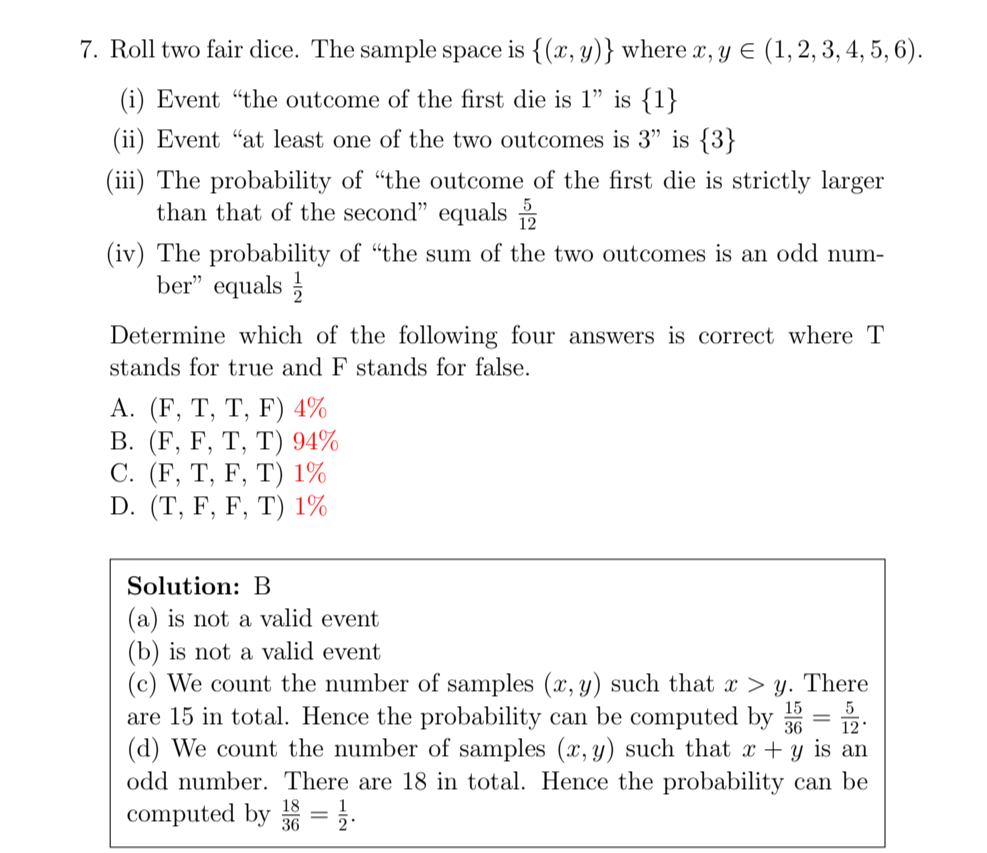 7. Roll two fair dice. The sample space is {(x, y)} where x, y ∈ (1, 2, 3, 4, 5, 6).
(i) Event “the outcome of the first die is 1” is {1}
(ii) Event “at least one of the two outcomes is 3” is {3}
(iii) The probability of “the outcome of the first die is strictly larger
than that of the second” equals 5/12
(iv) The probability of “the sum of the two outcomes is an odd num-
ber” equals 1/2
Determine which of the following four answers is correct where T
stands for true and F stands for false.
A. (F, T, T, F) 4%
B. (F, F, T, T) 94%
C. (F, T, F, T) 1%
D. (T, F, F, T) 1%
Solution: B
(a) is not a valid event
(b) is not a valid event
(c) We count the number of samples (x, y) such that x > y. There
are 15 in total. Hence the probability can be computed by 15/36 = 5/12.
(d) We count the number of samples (x, y) such that x + y is an
odd number. There are 18 in total. Hence the probability can be
computed by 18/36 = 1/2.